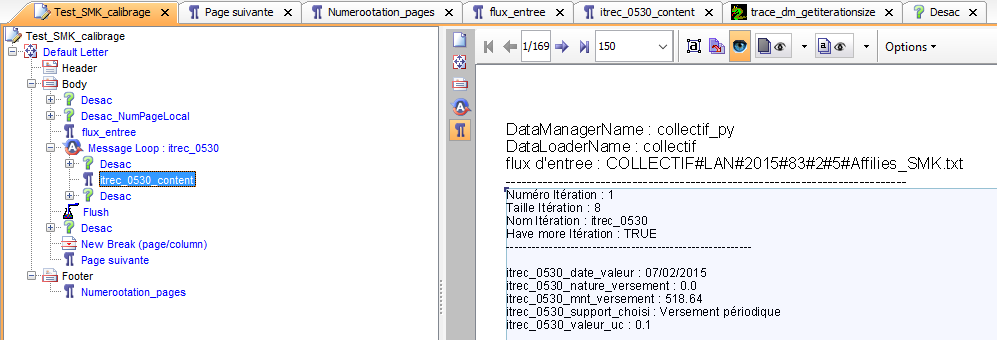 Test_SMK_calibrage
Page suivante
Numerootation_pages
flux_entree
itrec_0530_content
trace_dm_getiterationsize
Desac
Test_SMK_calibrage
Default Letter
Header
Body
Desac
Desac_NumPageLocal
flux_entree
Message Loop : itrec_0530
Desac
itrec_0530_content
Desac
Flush
Desac
New Break (page/column)
Page suivante
Footer
Numerootation_pages
1/169
150
Options
DataManagerName : collectif_py
DataLoaderName : collectif
flux d'entree : COLLECTIF#LAN#2015#83#2#5#Affilies_SMK.txt
Numéro Itération : 1
Taille Itération : 8
Nom Itération : itrec_0530
Have more Itération : TRUE
itrec_0530_date_valeur : 07/02/2015
itrec_0530_nature_versement : 0.0
itrec_0530_mnt_versement : 518.64
itrec_0530_support_choisi : Versement périodique
itrec_0530_valeur_uc : 0.1